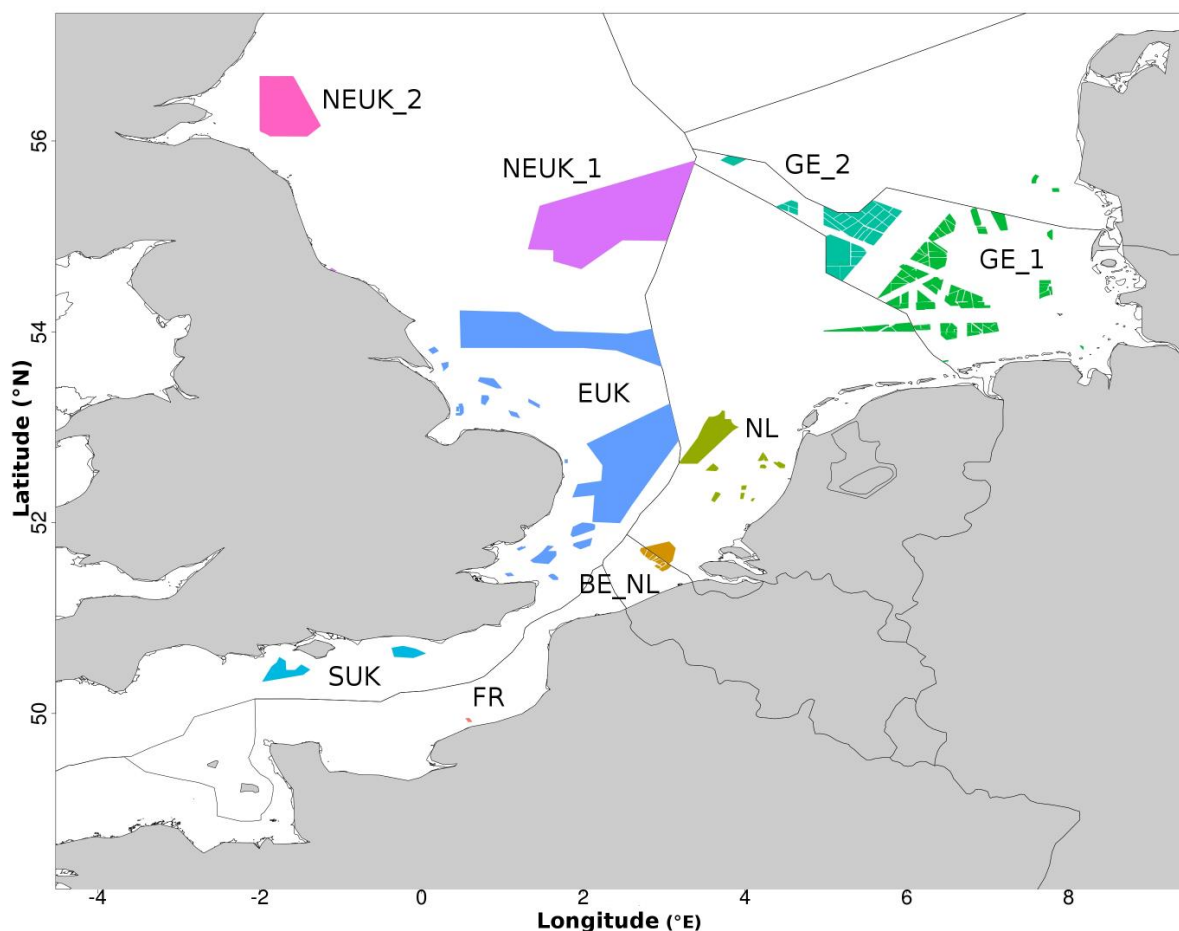 NEUK_2
56
GE_2
NEUK_1
GE_1
54
EUK
NL
Latitude (°N)
52
BE_NL
SUK
FR
50
-4 -2 0 2 4 6 8
Longitude (°E)